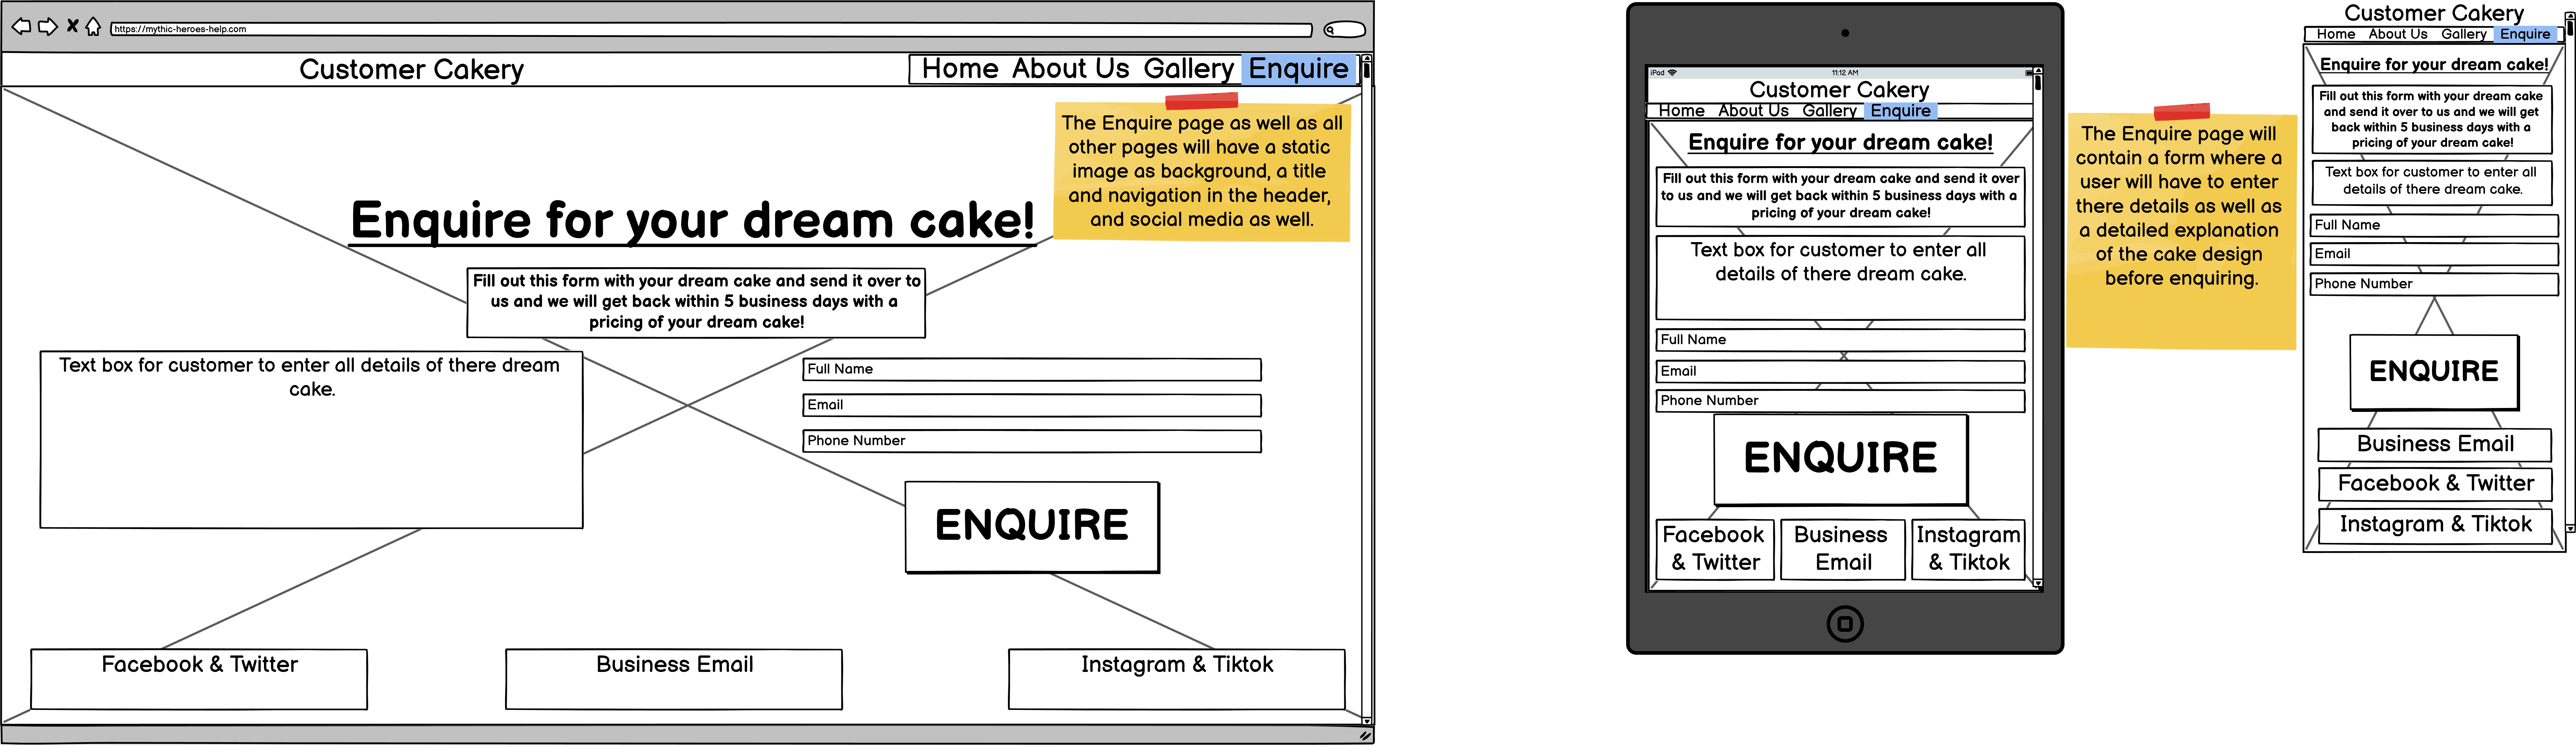 https://mythic-heroes-help.com
Customer Cakery
Home About Us Gallery Enquire
The Enquire page as well as all
other pages will have a static
image as background, a title
and navigation in the header,
and social media as well.
Enquire for your dream cake!
Fill out this form with your dream cake and send it over to
us and we will get back within 5 business days with a
pricing of your dream cake!
Text box for customer to enter all details of there dream
cake.
Full Name
Email
Phone Number
ENQUIRE
Facebook & Twitter
Business Email
Instagram & Tiktok
iPad
11:12 AM
Customer Cakery
Home About Us Gallery Enquire
Enquire for your dream cake!
Fill out this form with your dream cake and send it over
to us and we will get back within 5 business days with a
pricing of your dream cake!
Text box for customer to enter all
details of there dream cake.
Full Name
Email
Phone Number
ENQUIRE
Facebook
& Twitter
Business
Email
Instagram
& Tiktok
The Enquire page will
contain a form where a
user will have to enter
there details as well as
a detailed explanation
of the cake design
before enquiring.
Customer Cakery
Home About Us Gallery Enquire
Enquire for your dream cake!
Fill out this form with your dream cake
and send it over to us and we will get
back within 5 business days with a
pricing of your dream cake!
Text box for customer to enter all
details of there dream cake.
Full Name
Email
Phone Number
ENQUIRE
Business Email
Facebook & Twitter
Instagram & Tiktok